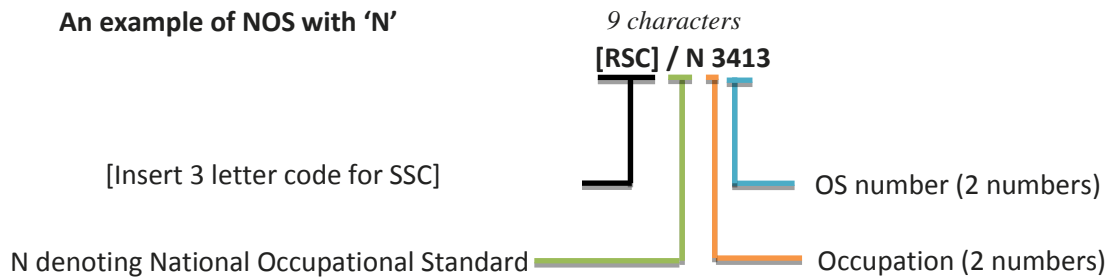 An example of NOS with ‘N’
9 characters
[RSC] / N 3413
[Insert 3 letter code for SSC]
OS number (2 numbers)
N denoting National Occupational Standard
Occupation (2 numbers)